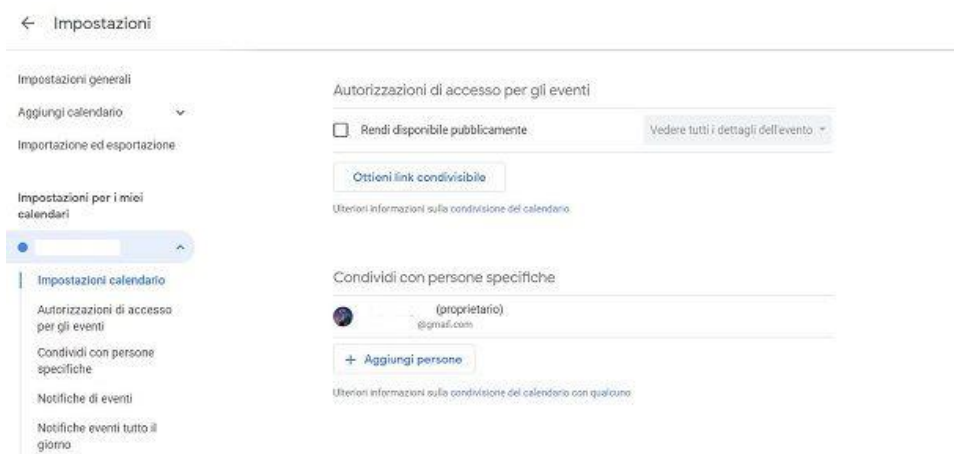 Impostazioni
Impostazioni generali
Aggiungi calendario
Importazione ed esportazione
Impostazioni per i miei
calendari
Impostazioni calendario
Autorizzazioni di accesso
per gli eventi
Condividi con persone
specifiche
Notifiche di eventi
Notifiche eventi tutto il
giorno
Autorizzazioni di accesso per gli eventi
Rendi disponibile pubblicamente
Vedere tutti i dettagli dell'evento
Ottieni link condivisibile
Ulteriori informazioni sulla condivisione del calendario
Condividi con persone specifiche
(proprietario)
@gmail.com
+ Aggiungi persone
Ulteriori informazioni sulla condivisione del calendario con qualcuno